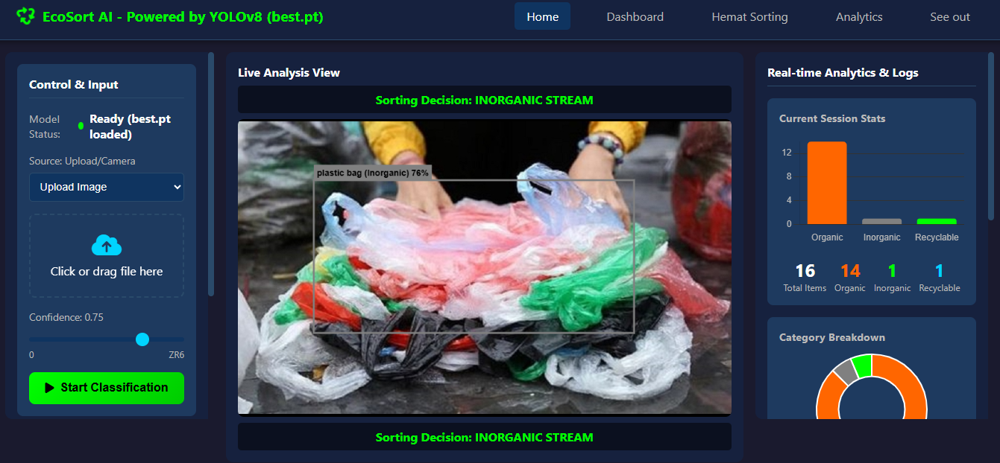 EcoSort AI - Powered by YOLOv8 (best.pt)
Home
Dashboard
Hemat Sorting
Analytics
See out
Control & Input
Model
Status:
Ready (best.pt
loaded)
Source: Upload/Camera
Upload Image
Click or drag file here
Confidence: 0.75
0
ZR6
Start Classification
Live Analysis View
Sorting Decision: INORGANIC STREAM
plastic bag (Inorganic) 76%
Sorting Decision: INORGANIC STREAM
Real-time Analytics & Logs
Current Session Stats
12
8
4
0
Organic Inorganic Recyclable
16 14 1 1
Total Items Organic Inorganic Recyclable
Category Breakdown